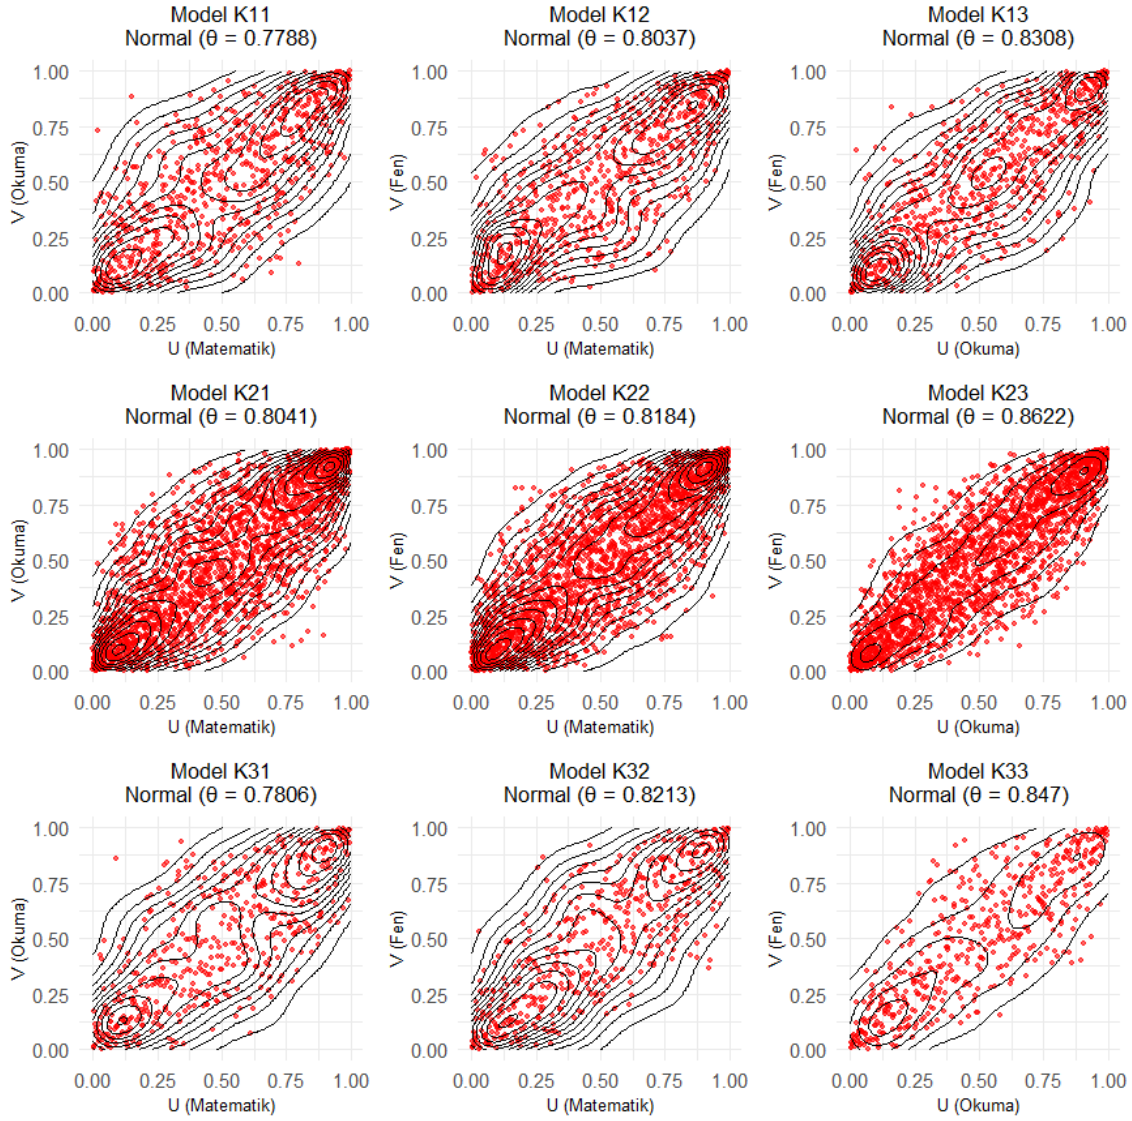 Model K11
Normal (θ = 0.7788)
1.00
0.75
0.50
0.25
0.00
V (Okuma)
0.00 0.25 0.50 0.75 1.00
U (Matematik)
Model K12
Normal (θ = 0.8037)
1.00
0.75
0.50
0.25
0.00
V (Fen)
0.00 0.25 0.50 0.75 1.00
U (Matematik)
Model K13
Normal (θ = 0.8308)
1.00
0.75
0.50
0.25
0.00
V (Fen)
0.00 0.25 0.50 0.75 1.00
U (Okuma)
Model K21
Normal (θ = 0.8041)
1.00
0.75
0.50
0.25
0.00
V (Okuma)
0.00 0.25 0.50 0.75 1.00
U (Matematik)
Model K22
Normal (θ = 0.8184)
1.00
0.75
0.50
0.25
0.00
V (Fen)
0.00 0.25 0.50 0.75 1.00
U (Matematik)
Model K23
Normal (θ = 0.8622)
1.00
0.75
0.50
0.25
0.00
V (Fen)
0.00 0.25 0.50 0.75 1.00
U (Okuma)
Model K31
Normal (θ = 0.7806)
1.00
0.75
0.50
0.25
0.00
V (Okuma)
0.00 0.25 0.50 0.75 1.00
U (Matematik)
Model K32
Normal (θ = 0.8213)
1.00
0.75
0.50
0.25
0.00
V (Fen)
0.00 0.25 0.50 0.75 1.00
U (Matematik)
Model K33
Normal (θ = 0.847)
1.00
0.75
0.50
0.25
0.00
V (Fen)
0.00 0.25 0.50 0.75 1.00
U (Okuma)